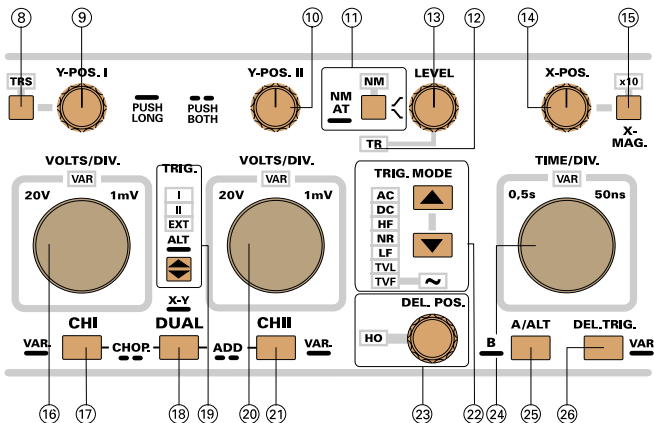 8 9 10 11 13 12 14 15
TRS Y-POS. I Y-POS. II NM LEVEL X-POS. x10
PUSH LONG
PUSH BOTH
NM AT
TR
X-MAG.
VOLTS/DIV. TRIG. VOLTS/DIV. TRIG. MODE TIME/DIV.
VAR VAR VAR
20V 1mV
I
II
EXT
ALT
20V 1mV
AC
DC
HF
NR
LF
TVL
TVF ~
0,5s 50ns
X-Y
DEL. POS.
HO
CHI DUAL CHII
VAR. CHOP. ADD VAR.
B A/ALT DEL.TRIG. VAR
16 17 18 19 20 21 23 22 24 25 26